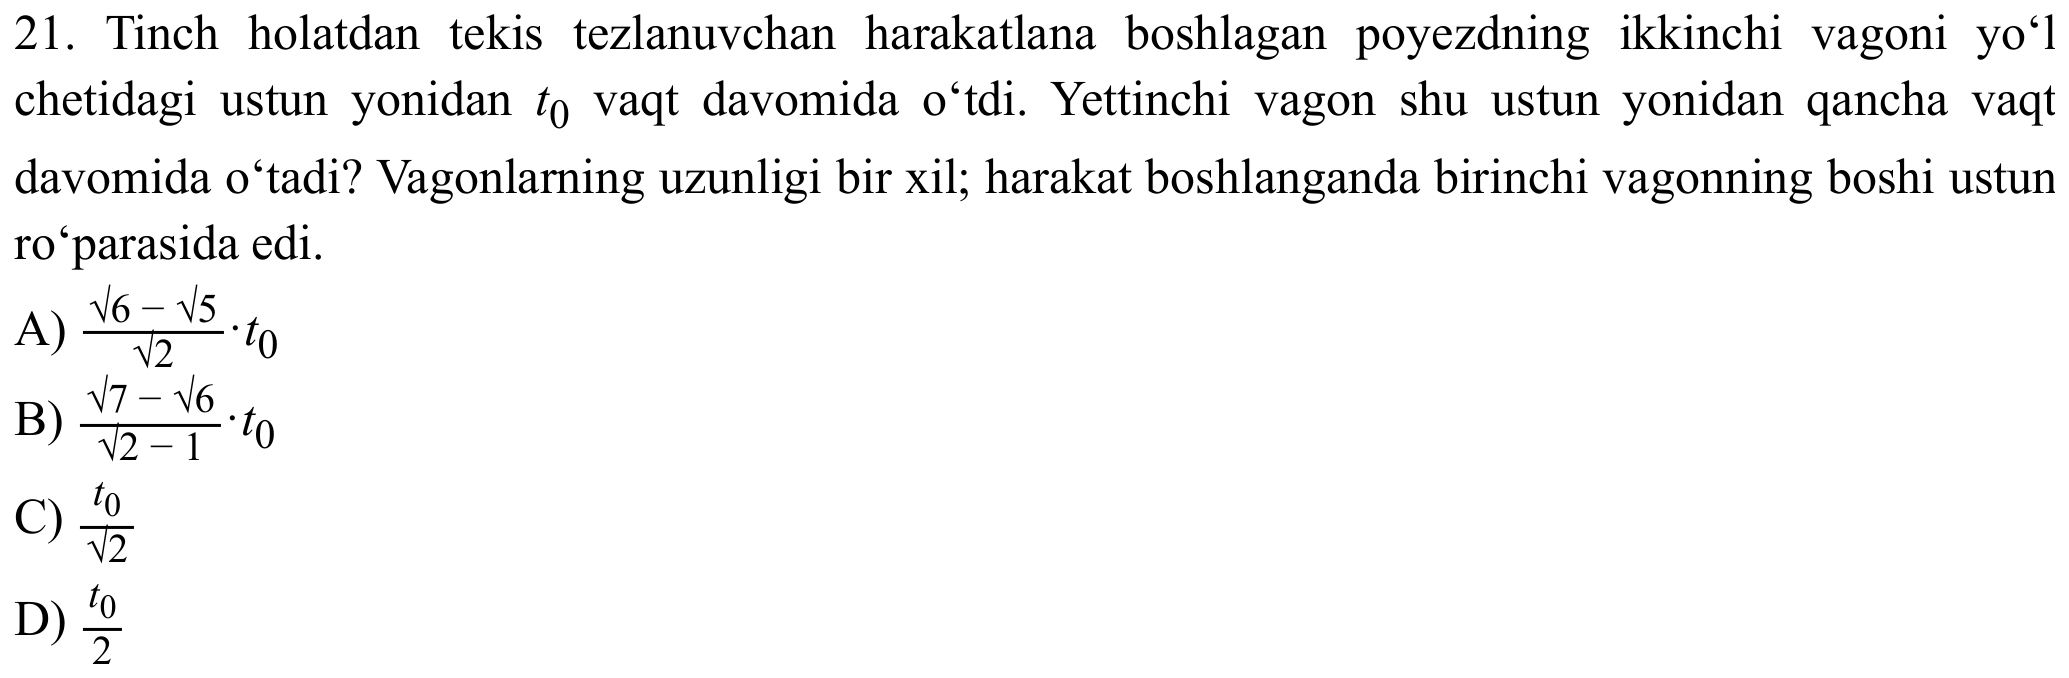 21. Tinch holatdan tekis tezlanuvchan harakatlana boshlagan poyezdning ikkinchi vagoni yo‘l
chetidagi ustun yonidan t₀ vaqt davomida o‘tdi. Yettinchi vagon shu ustun yonidan qancha vaqt
davomida o‘tadi? Vagonlarning uzunligi bir xil; harakat boshlanganda birinchi vagonning boshi ustun
ro‘parasida edi.
A) (√6 − √5)/√2 · t₀
B) (√7 − √6)/(√2 − 1) · t₀
C) t₀/√2
D) t₀/2